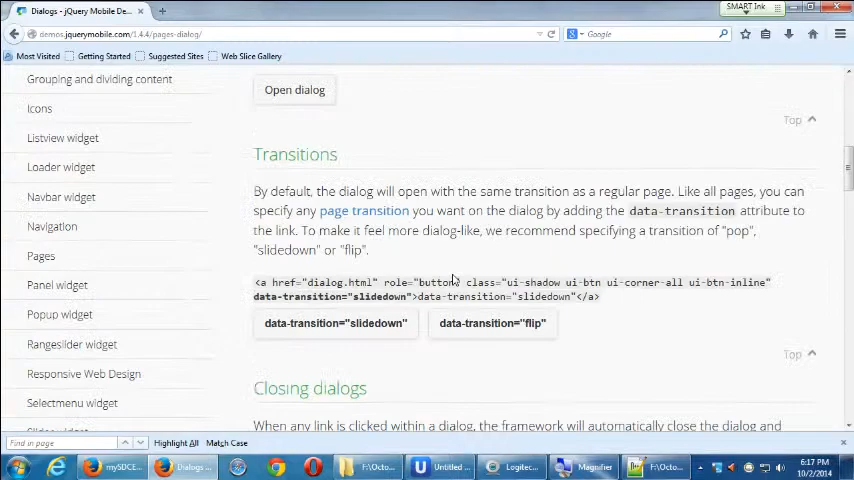 Dialogs - jQuery Mobile De...
SMART Ink
demos.jquerymobile.com/1.4.4/pages-dialog/
Google
Most Visited
Getting Started
Suggested Sites
Web Slice Gallery
Grouping and dividing content
Icons
Listview widget
Loader widget
Navbar widget
Navigation
Pages
Panel widget
Popup widget
Rangeslider widget
Responsive Web Design
Selectmenu widget
Open dialog
Top
Transitions
By default, the dialog will open with the same transition as a regular page. Like all pages, you can
specify any page transition you want on the dialog by adding the data-transition attribute to
the link. To make it feel more dialog-like, we recommend specifying a transition of "pop",
"slidedown" or "flip".
<a href="dialog.html" role="button" class="ui-shadow ui-btn ui-corner-all ui-btn-inline"
data-transition="slidedown">data-transition="slidedown"</a>
data-transition="slidedown"
data-transition="flip"
Top
Closing dialogs
When any link is clicked within a dialog, the framework will automatically close the dialog and
Find in page
Highlight All
Match Case
mySDCE...
Dialogs ...
F:\Octo...
Untitled ...
Logitec...
Magnifier
F:\Octo...
6:17 PM
10/2/2014